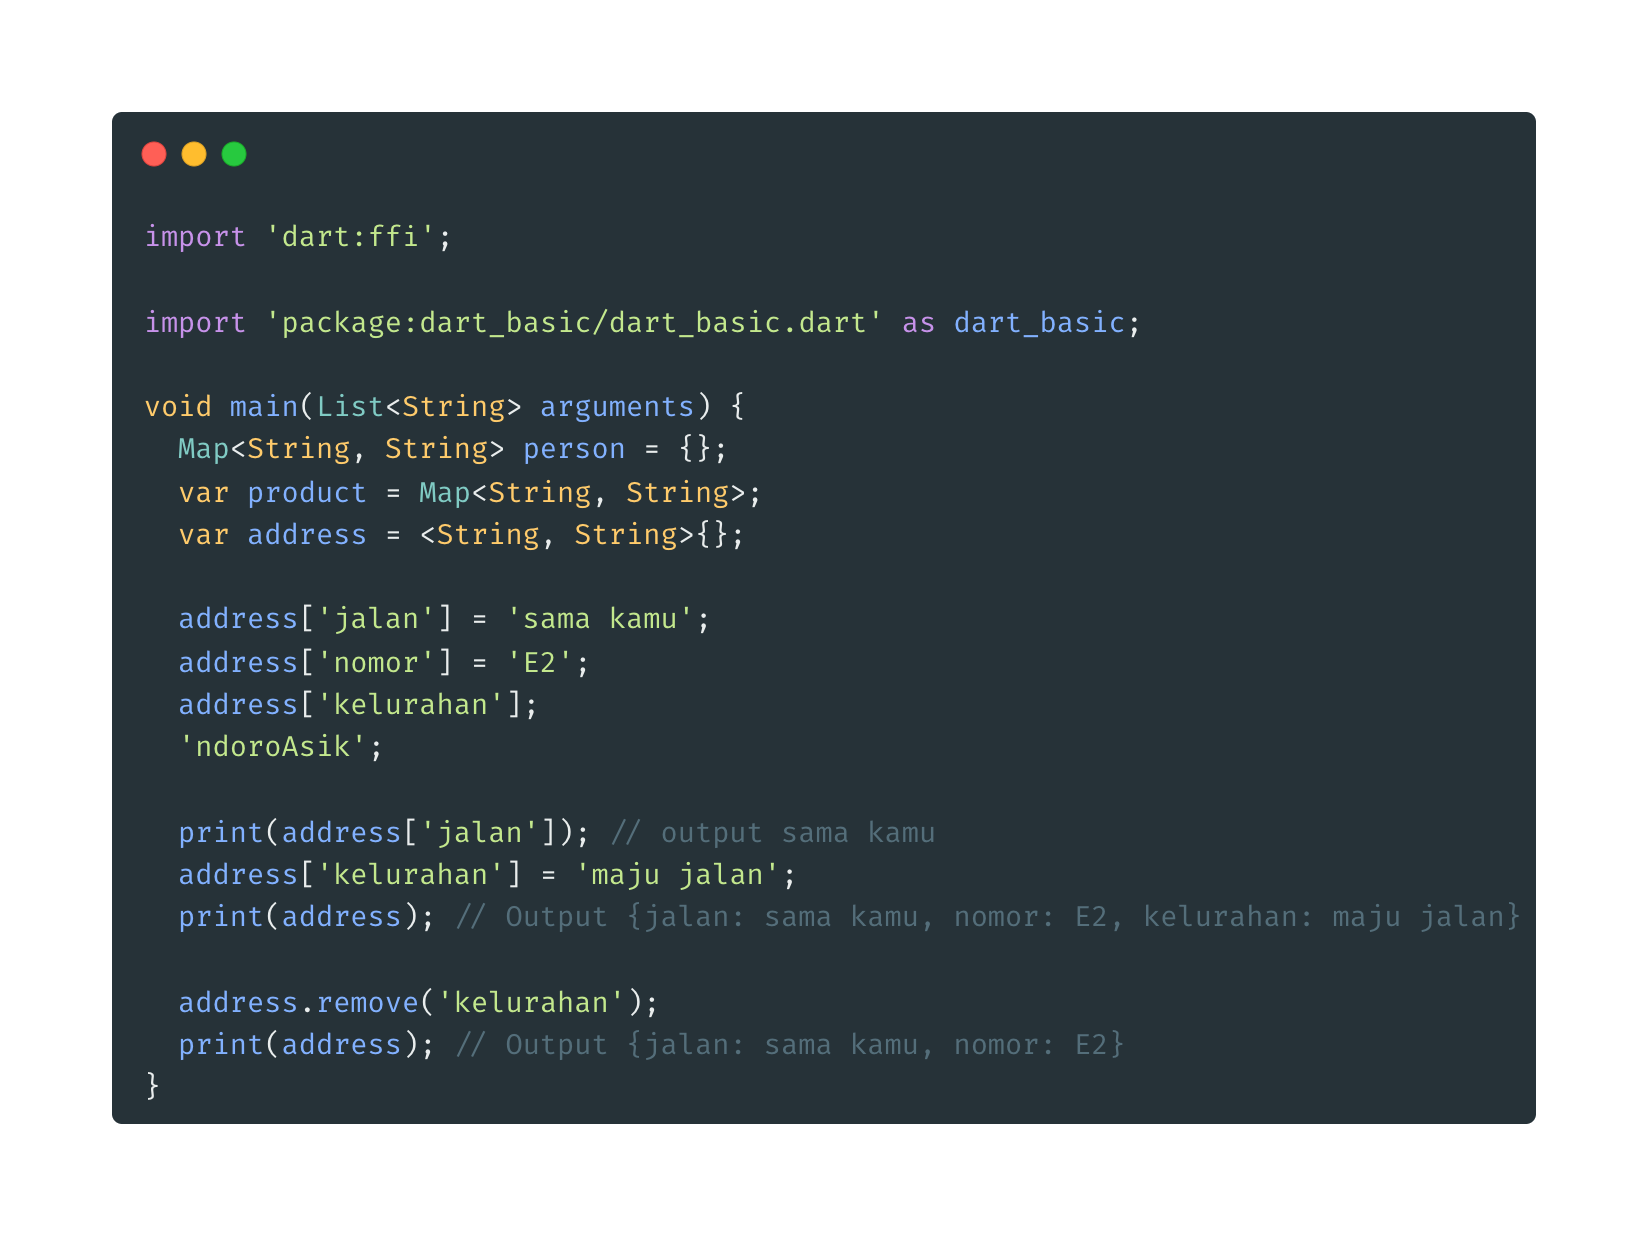 import 'dart:ffi';
import 'package:dart_basic/dart_basic.dart' as dart_basic;
void main(List<String> arguments) {
  Map<String, String> person = {};
  var product = Map<String, String>;
  var address = <String, String>{};
  address['jalan'] = 'sama kamu';
  address['nomor'] = 'E2';
  address['kelurahan'];
  'ndoroAsik';
  print(address['jalan']); // output sama kamu
  address['kelurahan'] = 'maju jalan';
  print(address); // Output {jalan: sama kamu, nomor: E2, kelurahan: maju jalan}
  address.remove('kelurahan');
  print(address); // Output {jalan: sama kamu, nomor: E2}
}